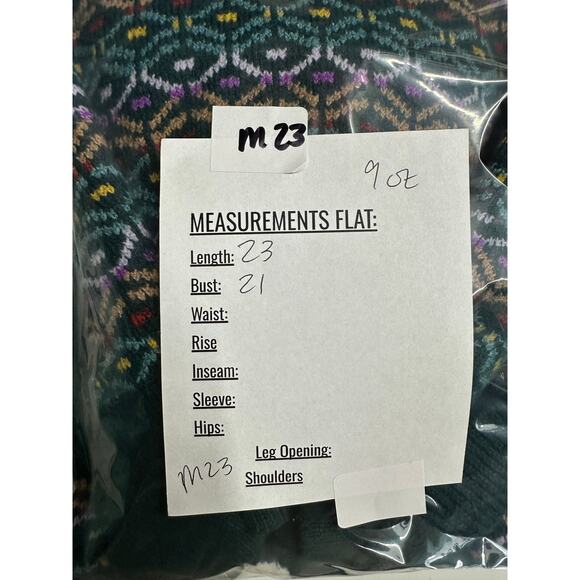 M23
9 oz
MEASUREMENTS FLAT:
Length: 23
Bust: 21
Waist:
Rise
Inseam:
Sleeve:
Hips:
Leg Opening:
M23 Shoulders